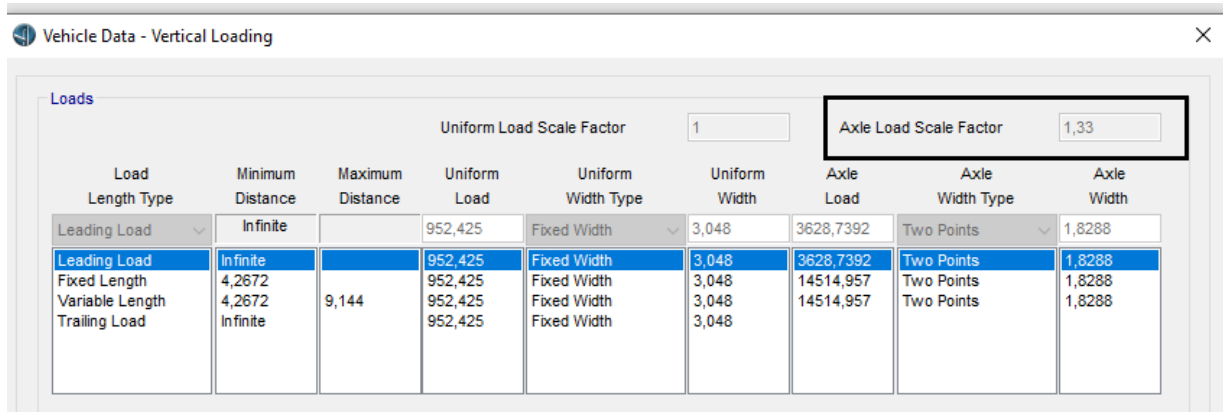 Vehicle Data - Vertical Loading
Loads
Uniform Load Scale Factor 1 Axle Load Scale Factor 1,33
Load Minimum Maximum Uniform Uniform Uniform Axle Axle Axle
Length Type Distance Distance Load Width Type Width Load Width Type Width
Leading Load Infinite 952,425 Fixed Width 3,048 3628,7392 Two Points 1,8288
Leading Load Infinite 952,425 Fixed Width 3,048 3628,7392 Two Points 1,8288
Fixed Length 4,2672 952,425 Fixed Width 3,048 14514,957 Two Points 1,8288
Variable Length 4,2672 9,144 952,425 Fixed Width 3,048 14514,957 Two Points 1,8288
Trailing Load Infinite 952,425 Fixed Width 3,048